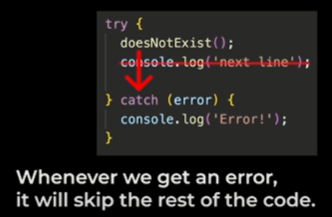 try {
doesNotExist();
console.log('next line');
} catch (error) {
console.log('Error!');
}
Whenever we get an error,
it will skip the rest of the code.